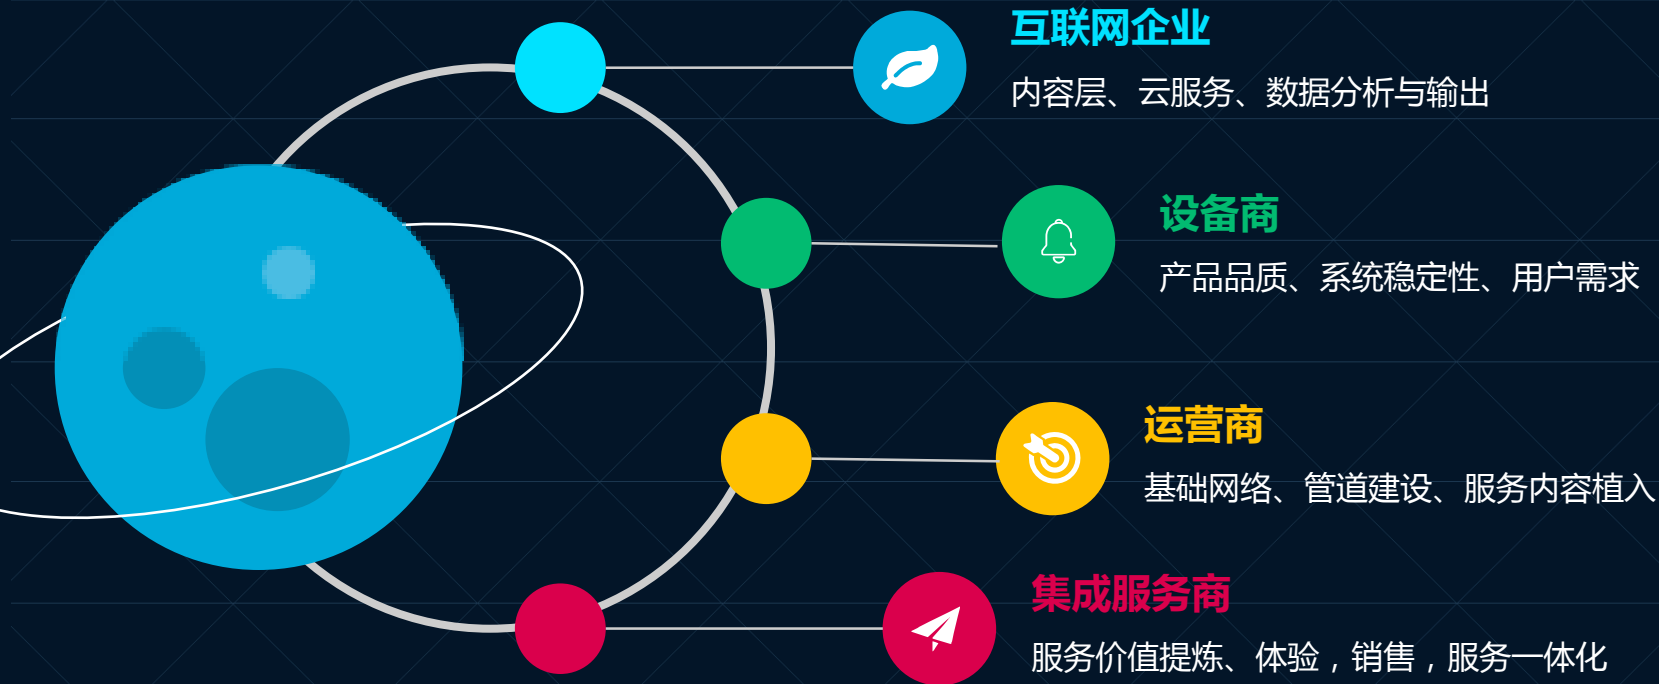 互联网企业
内容层、云服务、数据分析与输出
设备商
产品品质、系统稳定性、用户需求
运营商
基础网络、管道建设、服务内容植入
集成服务商
服务价值提炼、体验，销售，服务一体化